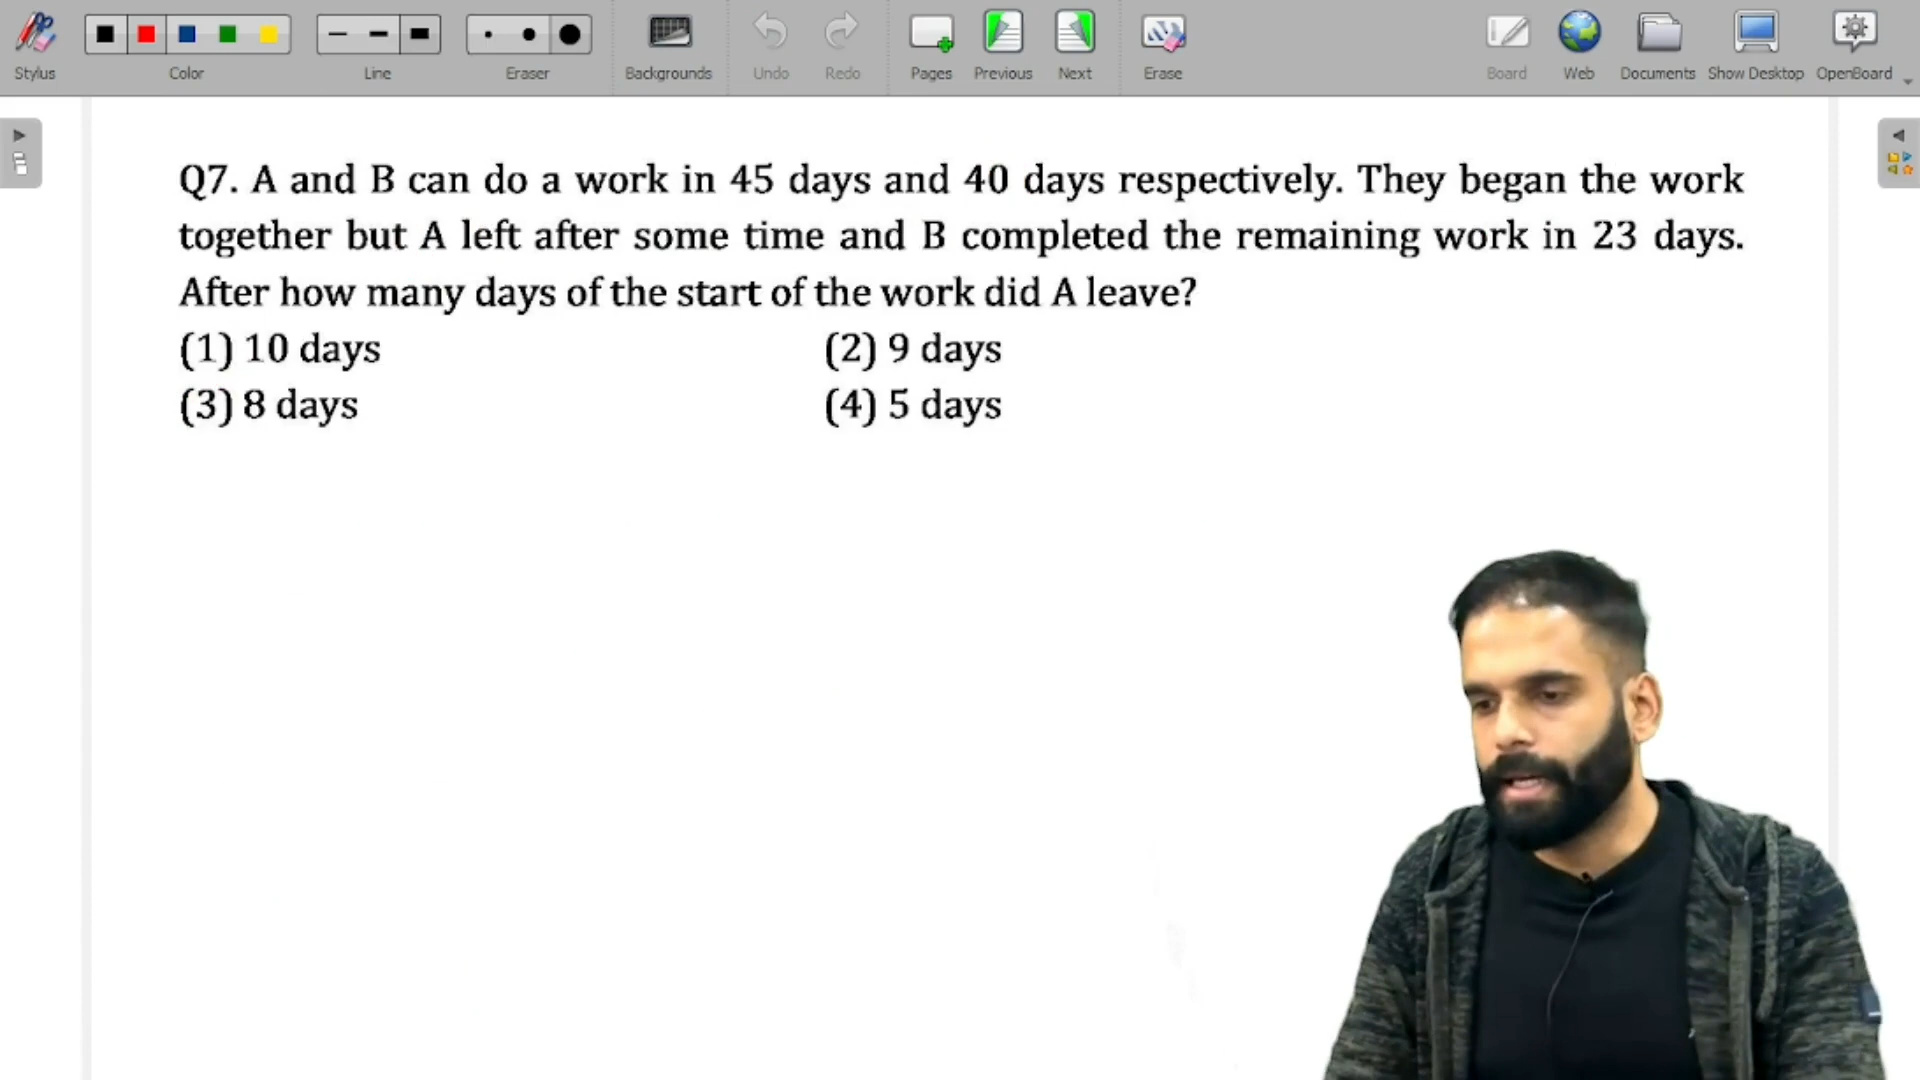 Stylus Color Line Eraser Backgrounds Undo Redo Pages Previous Next Erase Board Web Documents Show Desktop OpenBoard
Q7. A and B can do a work in 45 days and 40 days respectively. They began the work
together but A left after some time and B completed the remaining work in 23 days.
After how many days of the start of the work did A leave?
(1) 10 days (2) 9 days
(3) 8 days (4) 5 days